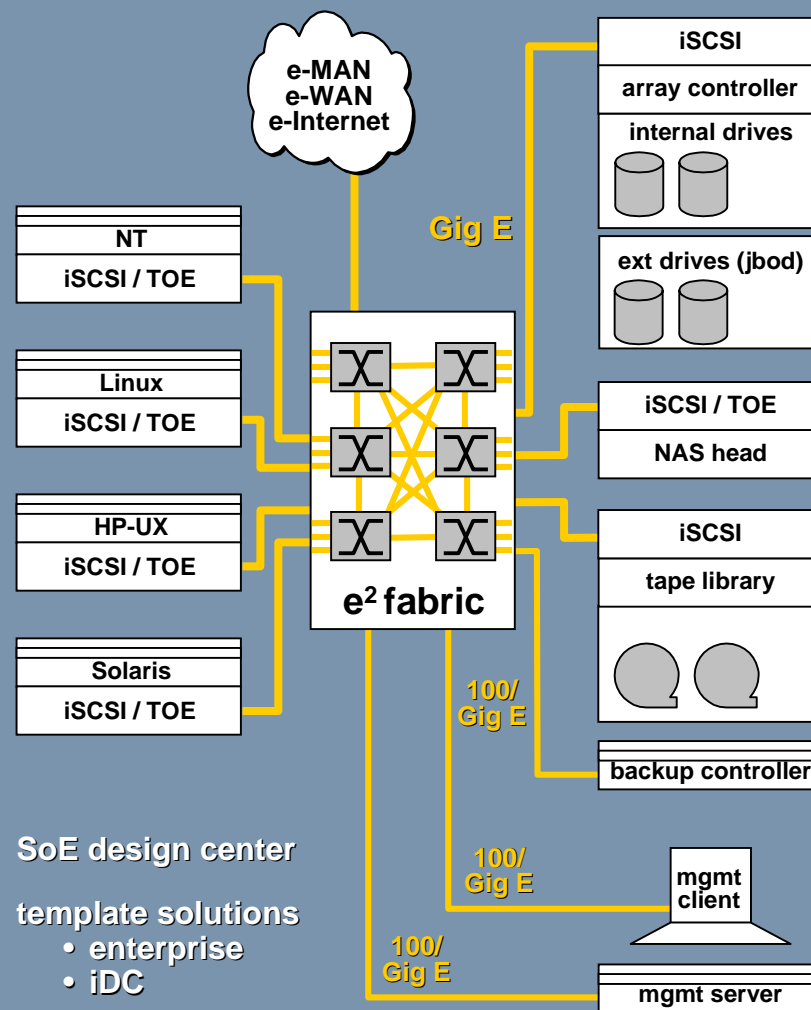 e-MAN
e-WAN
e-Internet
Gig E
NT
iSCSI / TOE
Linux
iSCSI / TOE
HP-UX
iSCSI / TOE
Solaris
iSCSI / TOE
e² fabric
iSCSI
array controller
internal drives
ext drives (jbod)
iSCSI / TOE
NAS head
iSCSI
tape library
backup controller
100/
Gig E
100/
Gig E
mgmt
client
100/
Gig E
mgmt server
SoE design center
template solutions
• enterprise
• iDC